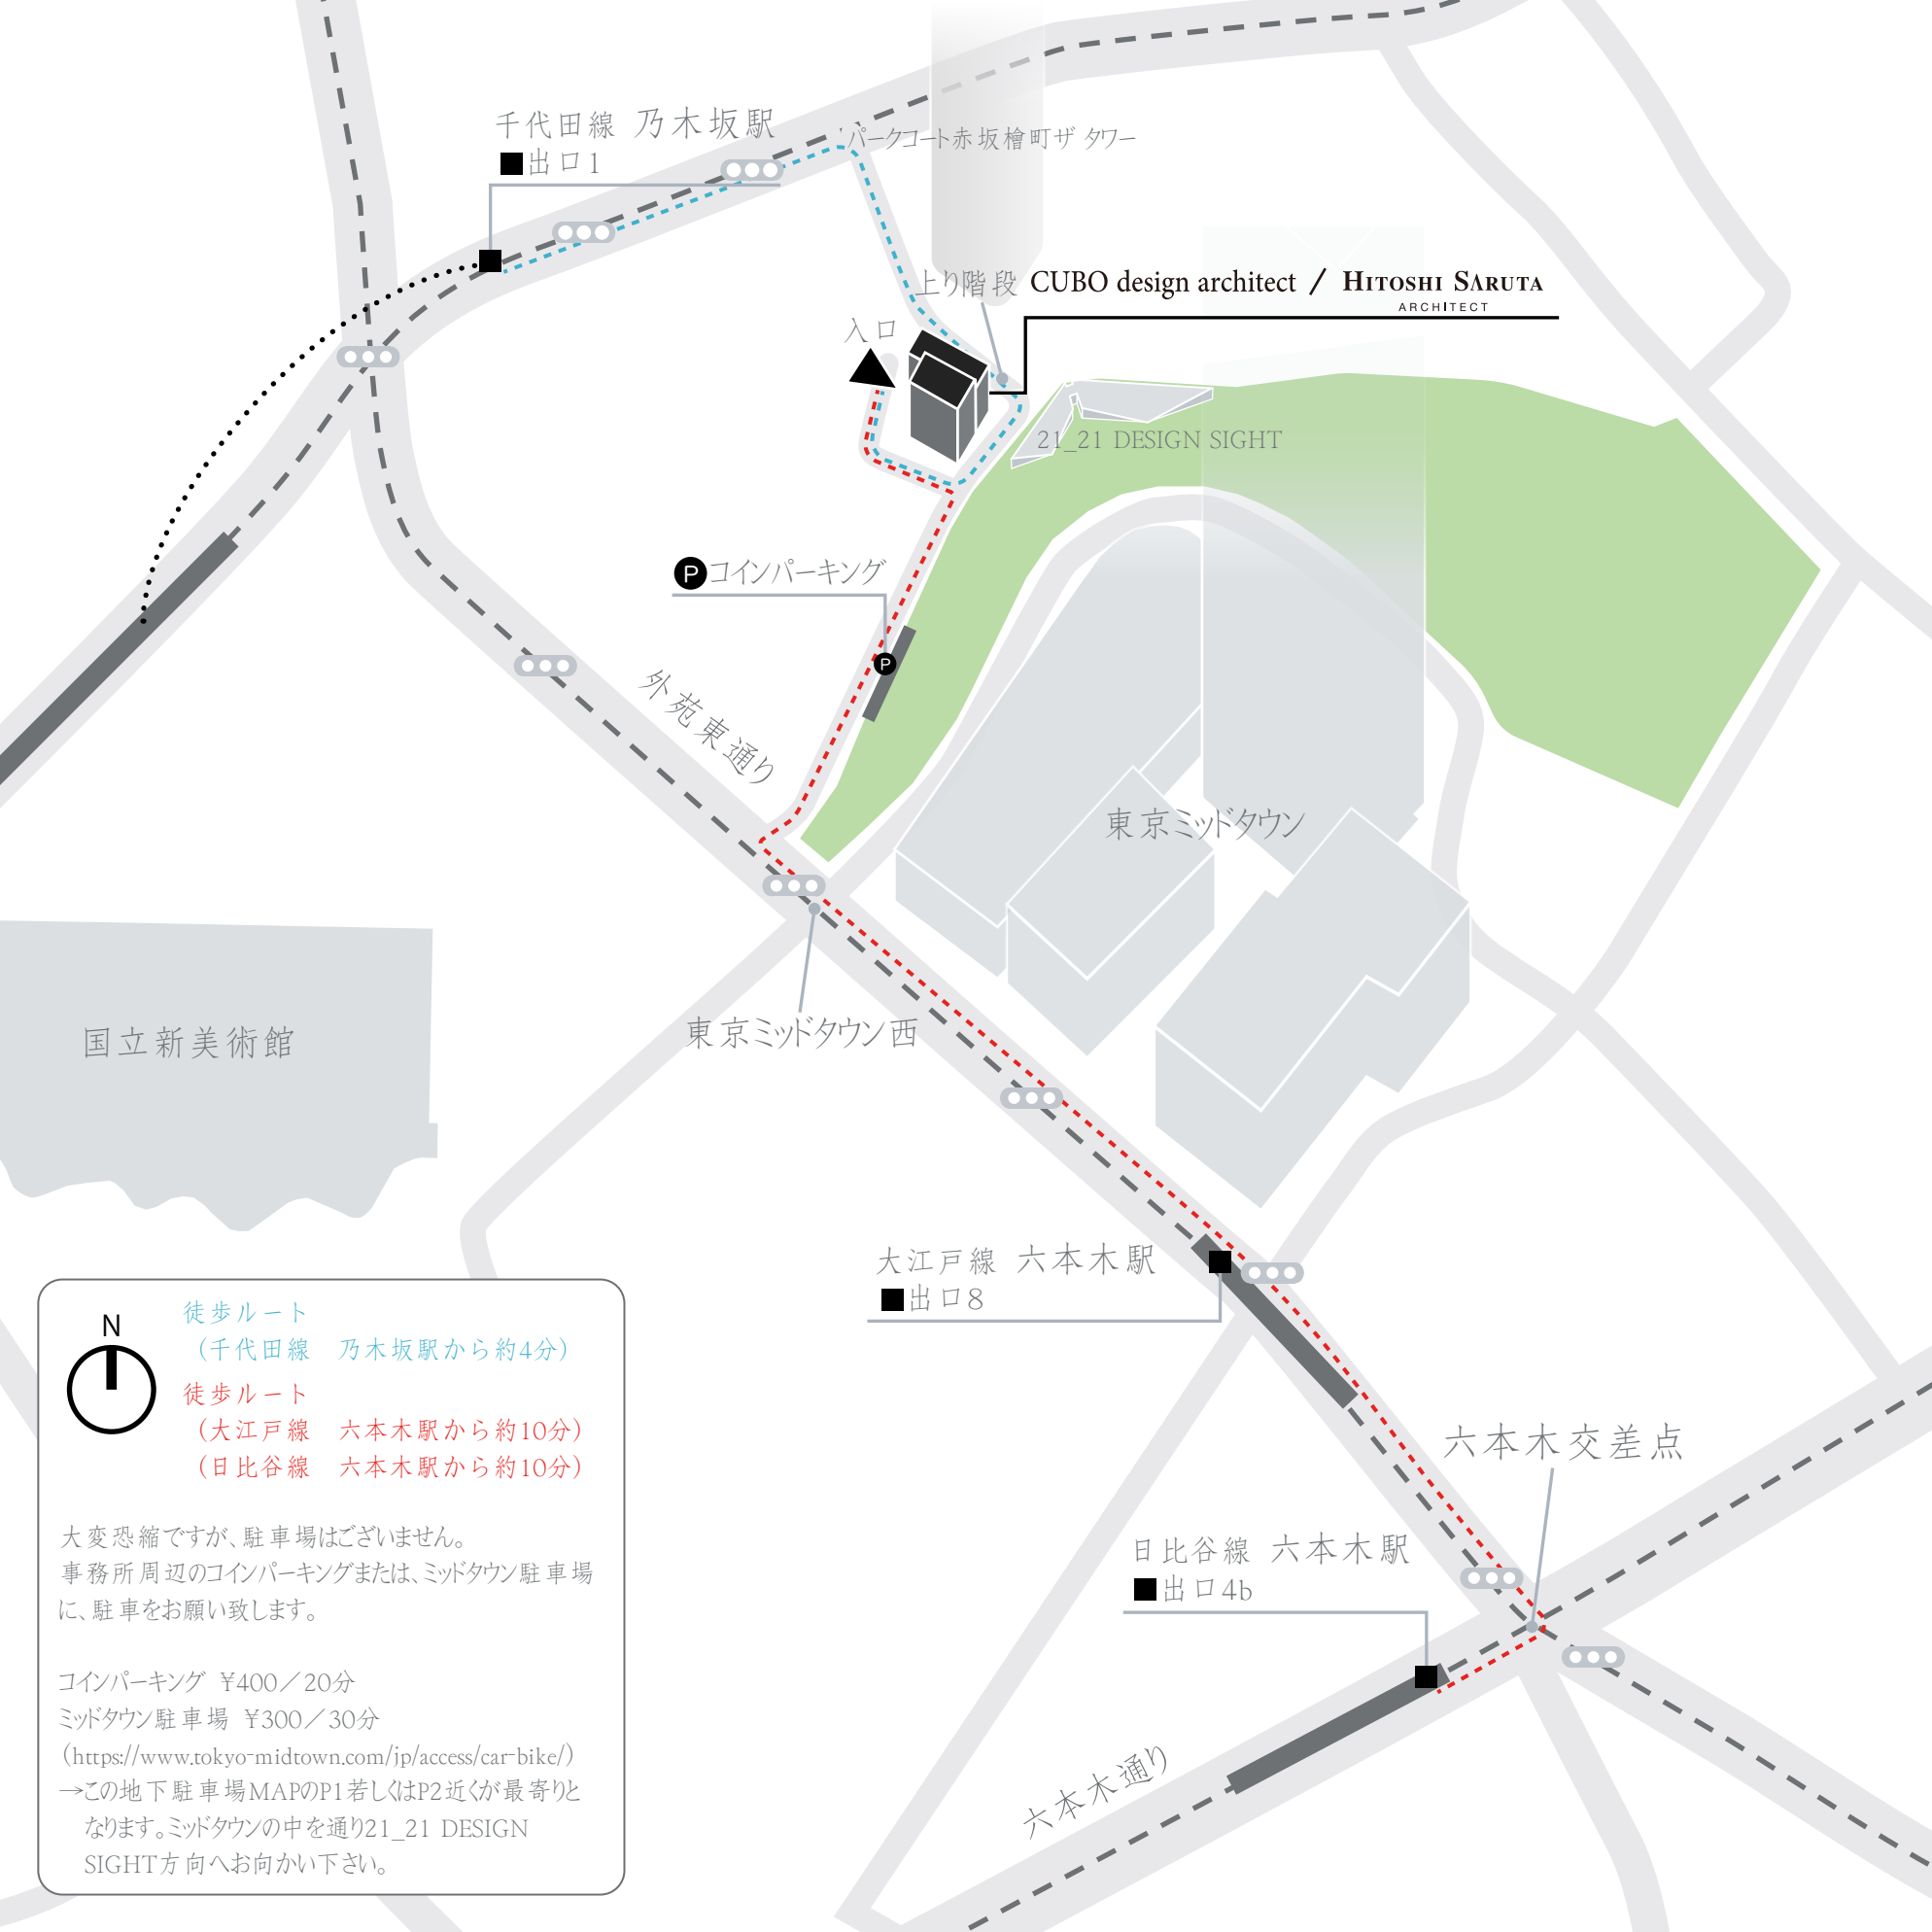 千代田線 乃木坂駅
■出口1
パークコート赤坂檜町ザ タワー
上り階段
CUBO design architect / HITOSHI SARUTA
ARCHITECT
入口
21_21 DESIGN SIGHT
Pコインパーキング
P
外苑東通り
東京ミッドタウン
国立新美術館
東京ミッドタウン西
大江戸線 六本木駅
■出口8
六本木交差点
日比谷線 六本木駅
■出口4b
六本木通り
N
徒歩ルート
(千代田線 乃木坂駅から約4分)
徒歩ルート
(大江戸線 六本木駅から約10分)
(日比谷線 六本木駅から約10分)
大変恐縮ですが、駐車場はございません。
事務所周辺のコインパーキングまたは、ミッドタウン駐車場
に、駐車をお願い致します。
コインパーキング ¥400/20分
ミッドタウン駐車場 ¥300/30分
(https://www.tokyo-midtown.com/jp/access/car-bike/)
→この地下駐車場MAPのP1若しくはP2近くが最寄りと
なります。ミッドタウンの中を通り21_21 DESIGN
SIGHT方向へお向かい下さい。